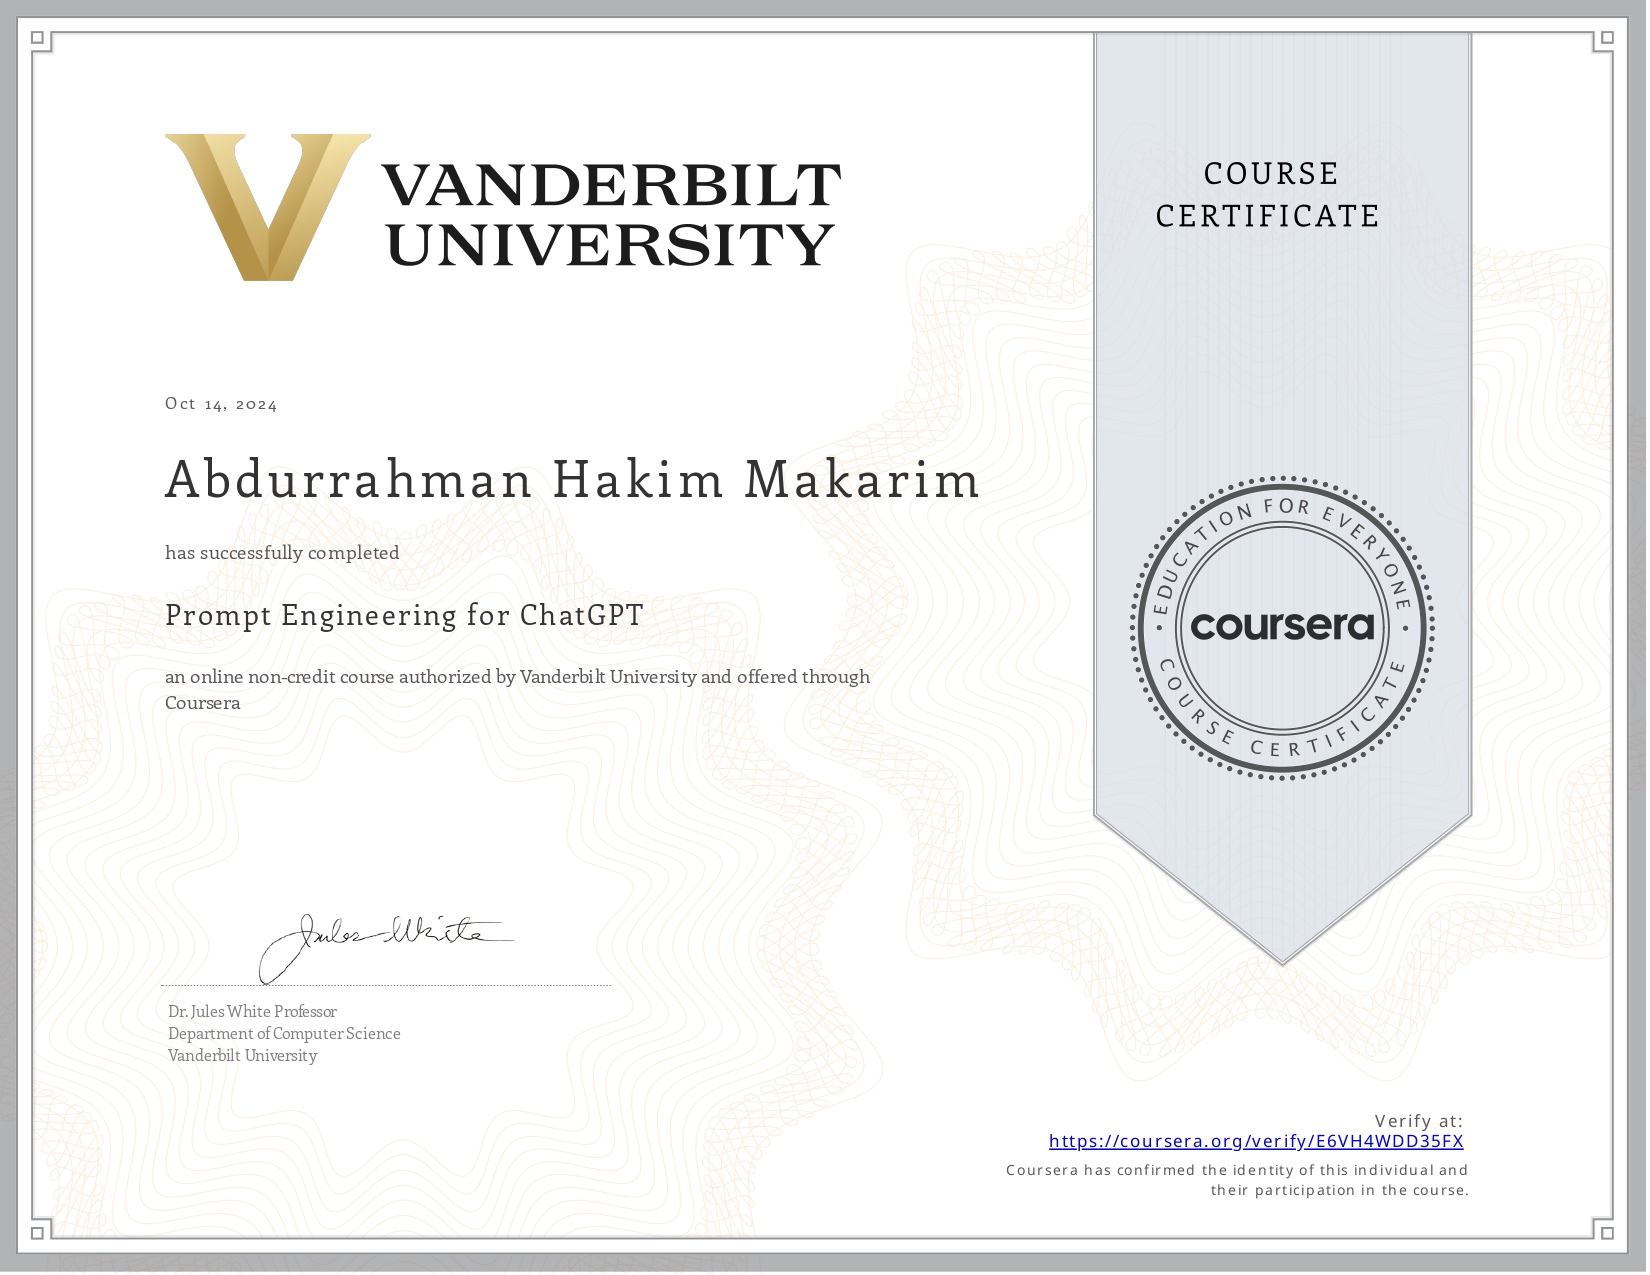 VANDERBILT
UNIVERSITY
COURSE
CERTIFICATE
Oct 14, 2024
Abdurrahman Hakim Makarim
has successfully completed
Prompt Engineering for ChatGPT
an online non-credit course authorized by Vanderbilt University and offered through
Coursera
• EDUCATION FOR EVERYONE •
coursera
COURSE CERTIFICATE
Jules White
Dr. Jules White Professor
Department of Computer Science
Vanderbilt University
Verify at:
https://coursera.org/verify/E6VH4WDD35FX
Coursera has confirmed the identity of this individual and
their participation in the course.